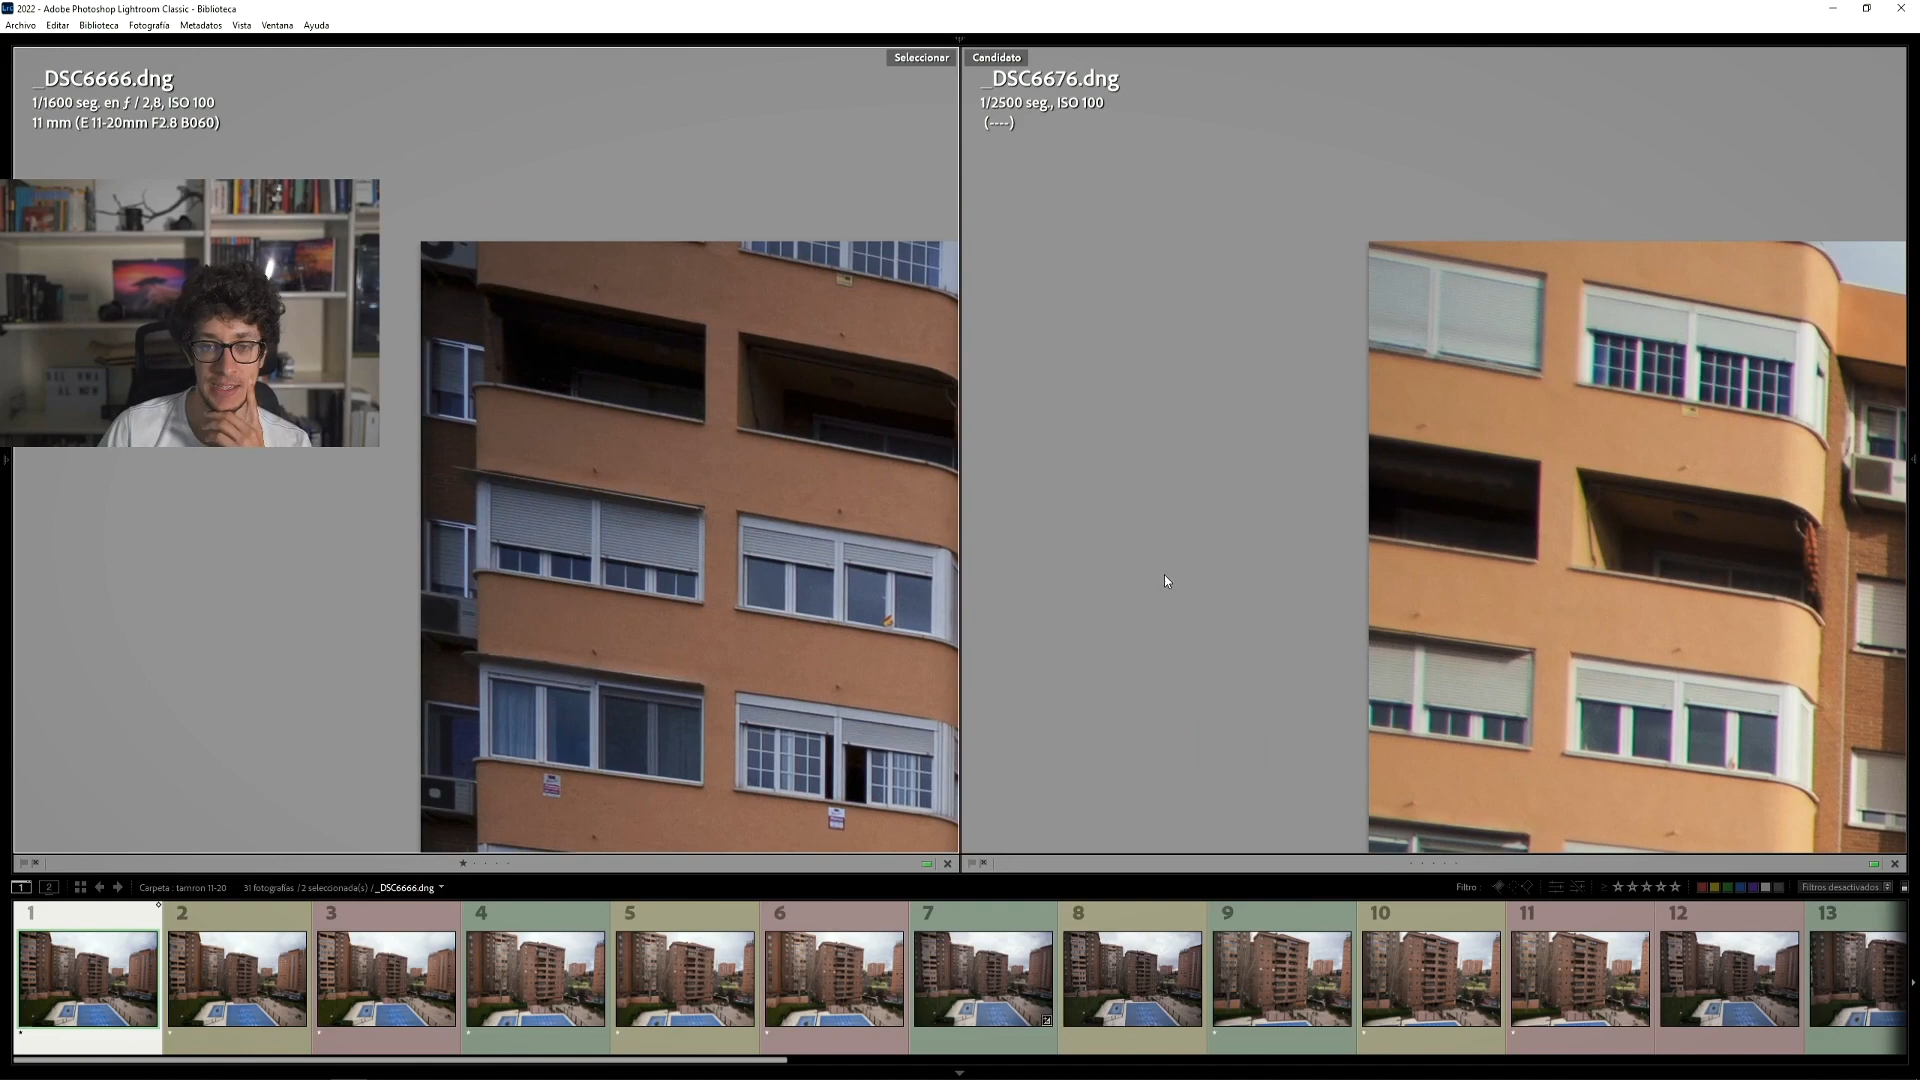 2022 - Adobe Photoshop Lightroom Classic - Biblioteca
Archivo Editar Biblioteca Fotografía Metadatos Vista Ventana Ayuda
Seleccionar
_DSC6666.dng
1/1600 seg. en ƒ / 2,8, ISO 100
11 mm (E 11-20mm F2.8 B060)
Candidato
_DSC6676.dng
1/2500 seg., ISO 100
(----)
1 2 Carpeta : tamron 11-20 31 fotografías / 2 seleccionada(s) / _DSC6666.dng
Filtro : Filtros desactivados
1 2 3 4 5 6 7 8 9 10 11 12 13